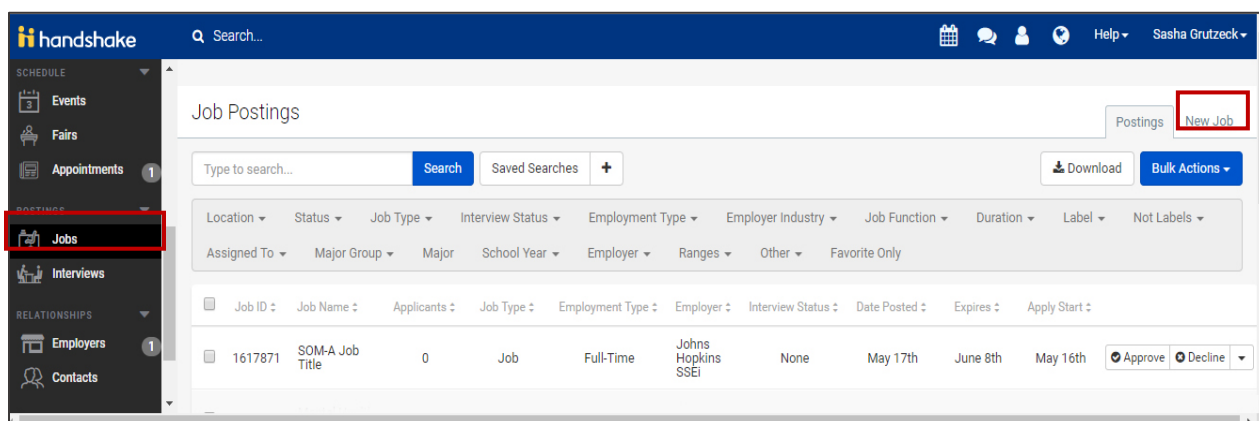 handshake
Search...
Help
Sasha Grutzeck
SCHEDULE
3
Events
Fairs
Appointments
1
POSTINGS
Jobs
Interviews
RELATIONSHIPS
Employers
1
Contacts
Job Postings
Postings
New Job
Type to search...
Search
Saved Searches
+
Download
Bulk Actions
Location Status Job Type Interview Status Employment Type Employer Industry Job Function Duration Label Not Labels
Assigned To Major Group Major School Year Employer Ranges Other Favorite Only
Job ID Job Name Applicants Job Type Employment Type Employer Interview Status Date Posted Expires Apply Start
1617871 SOM-A Job Title 0 Job Full-Time Johns Hopkins SSEi None May 17th June 8th May 16th Approve Decline